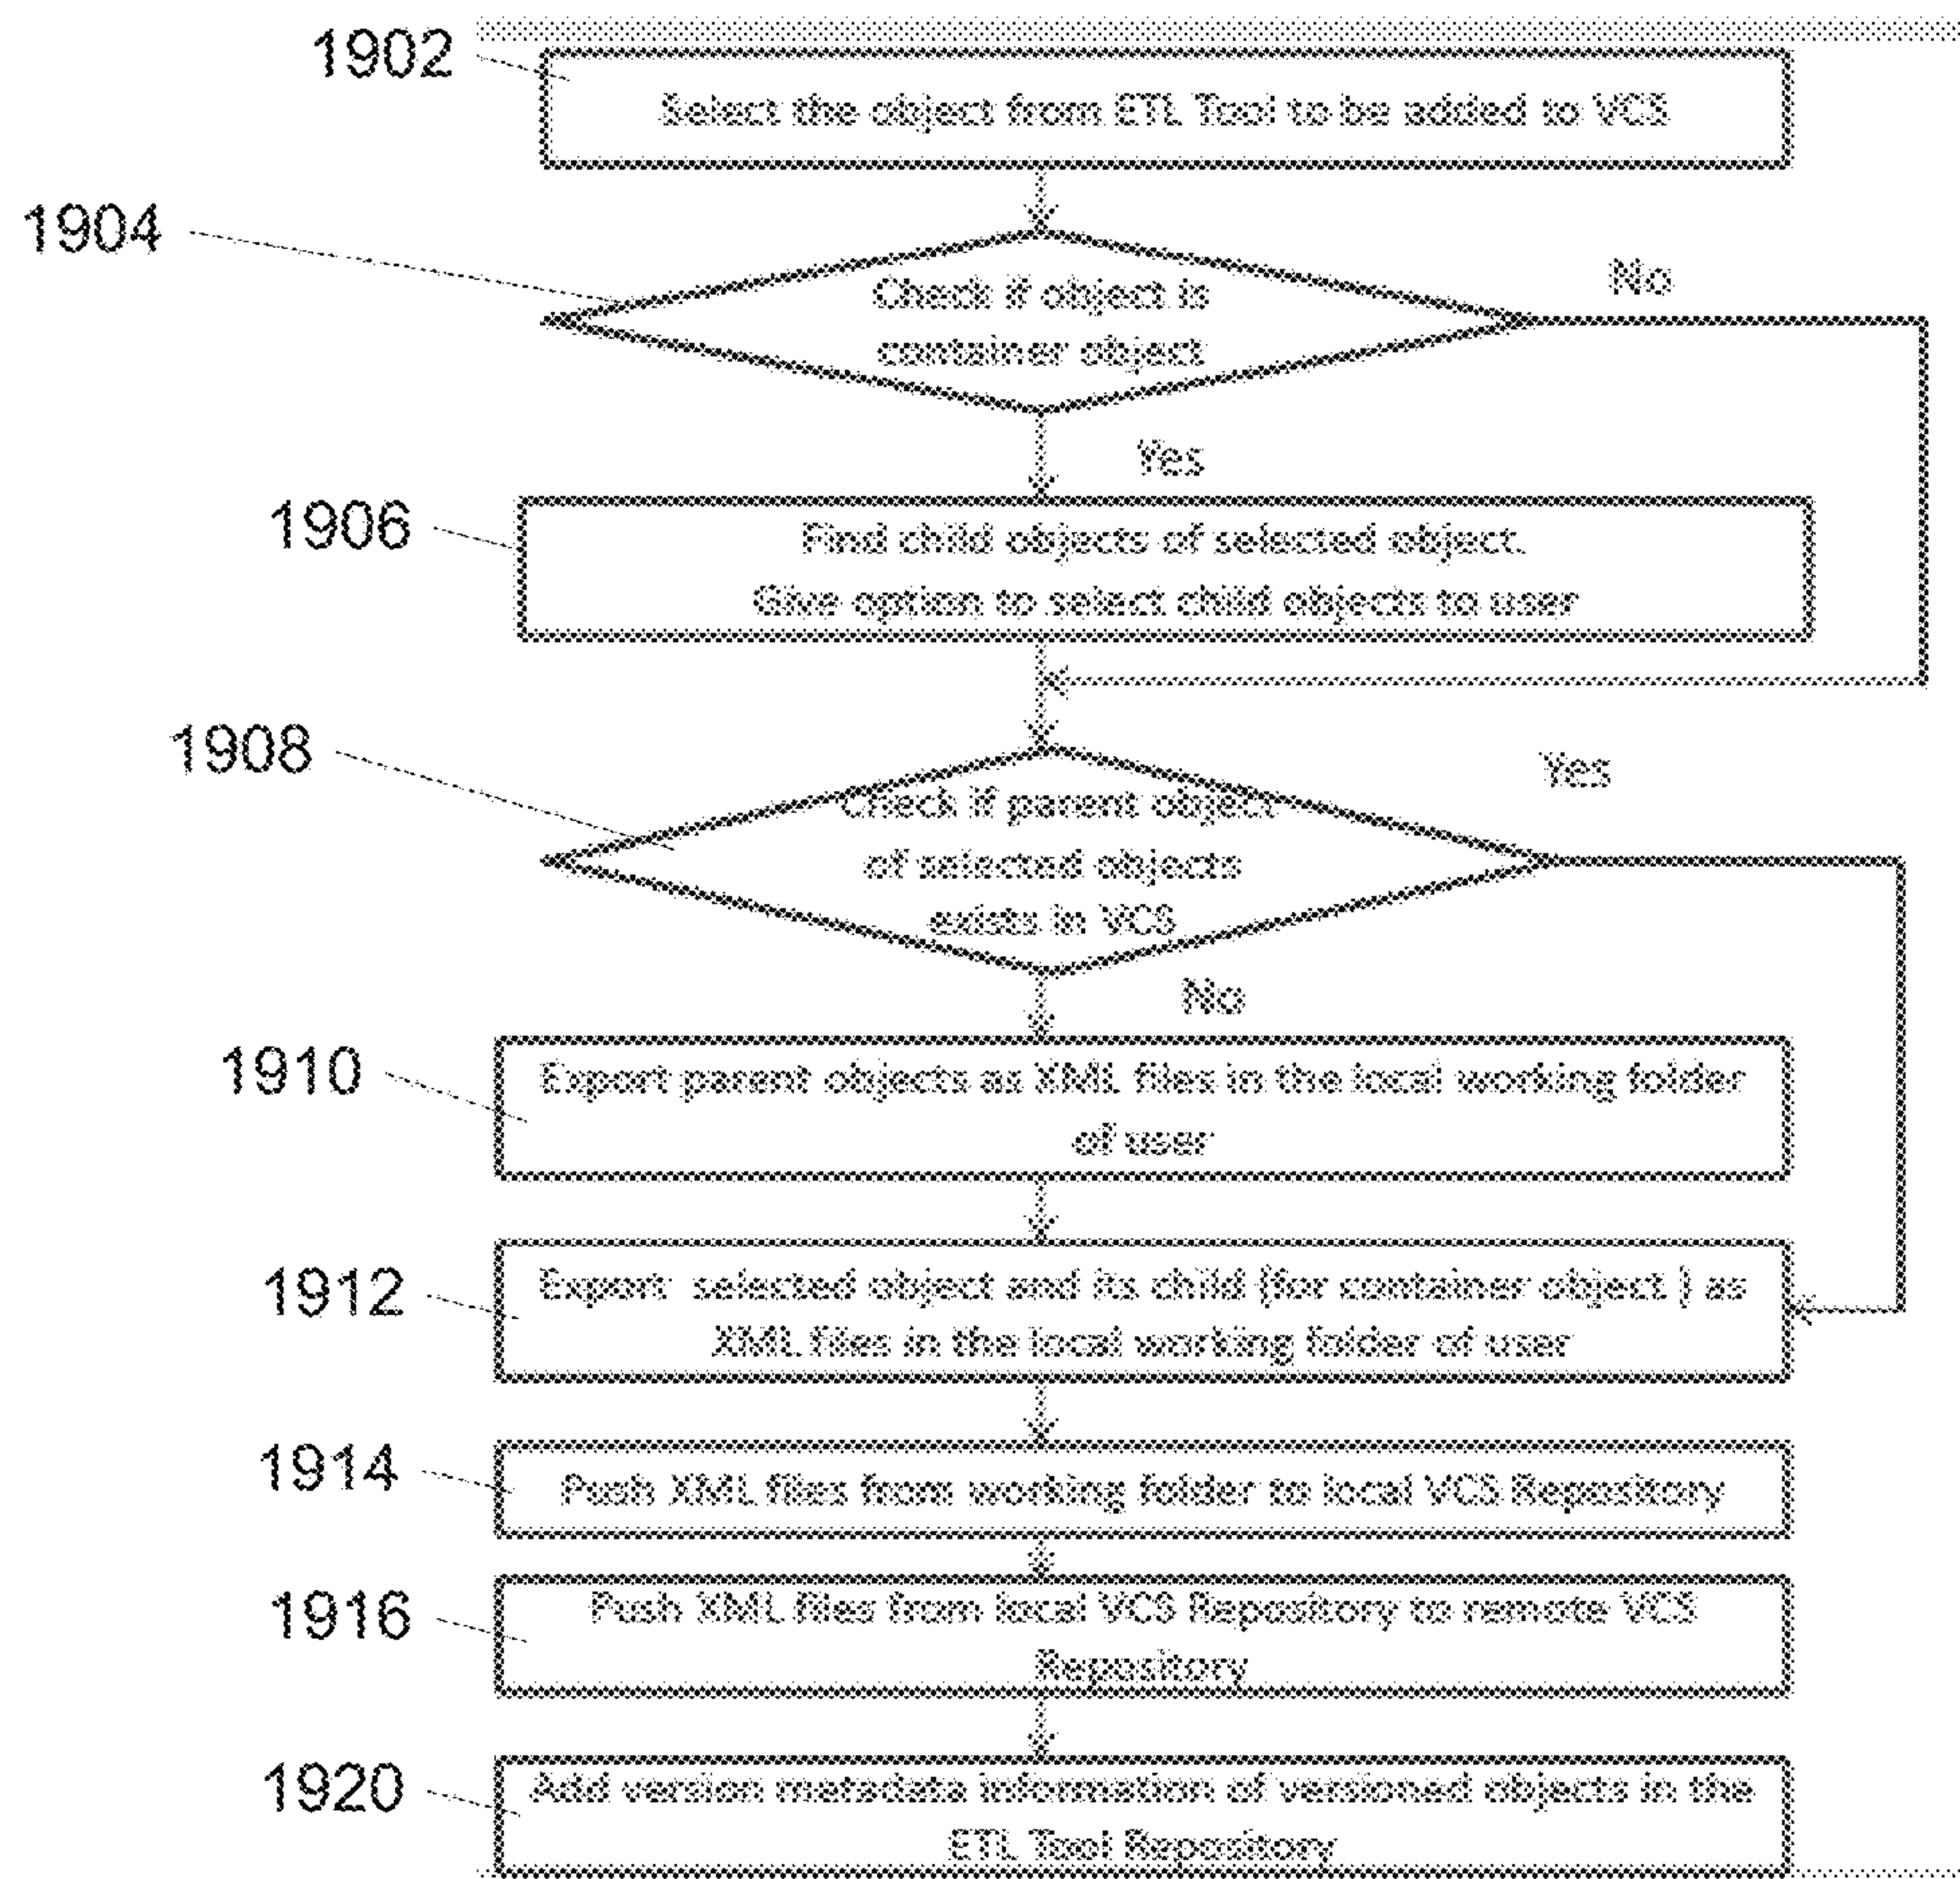 1902
Select the object from ETL Tool to be added to VCS
1904
Check if object is
container object
No
Yes
1906
Find child objects of selected object.
Give option to select child objects to user
1908
Yes
Check if parent object
of selected objects
exists in VCS
No
1910
Export parent objects as XML files in the local working folder
of user
1912
Export selected object and its child (for container object ) as
XML files in the local working folder of user
1914
Push XML files from working folder to local VCS Repository
1916
Push XML files from local VCS Repository to remote VCS
Repository
1920
Add version metadata information of versioned objects in the
ETL Tool Repository